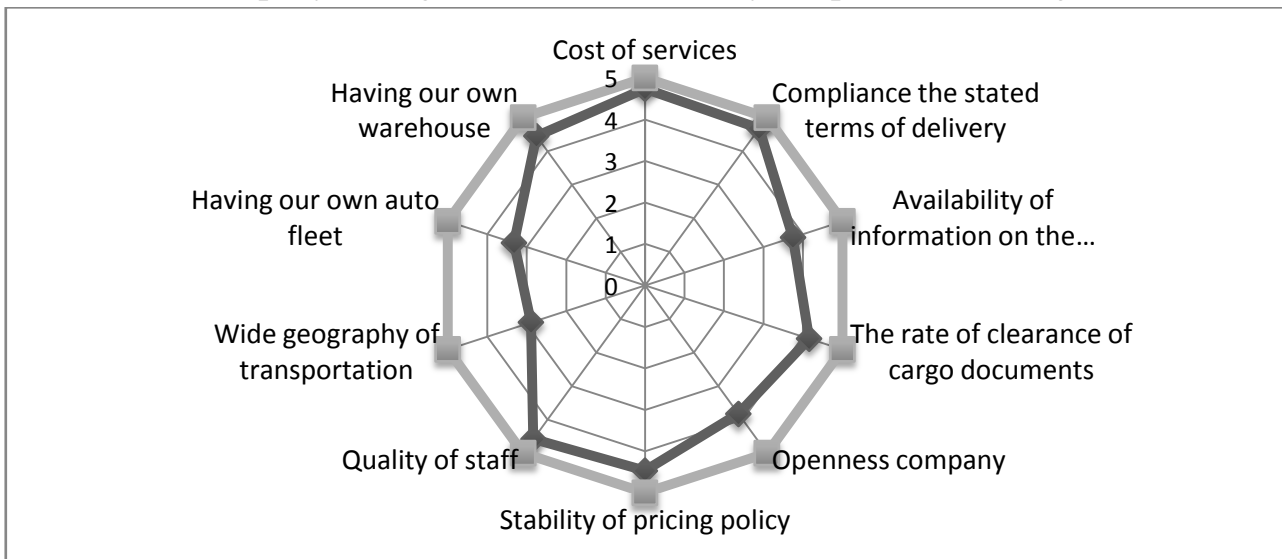 Cost of services
5
4
3
2
1
0
Compliance the stated
terms of delivery
Availability of
information on the…
The rate of clearance of
cargo documents
Openness company
Stability of pricing policy
Quality of staff
Wide geography of
transportation
Having our own auto
fleet
Having our own
warehouse